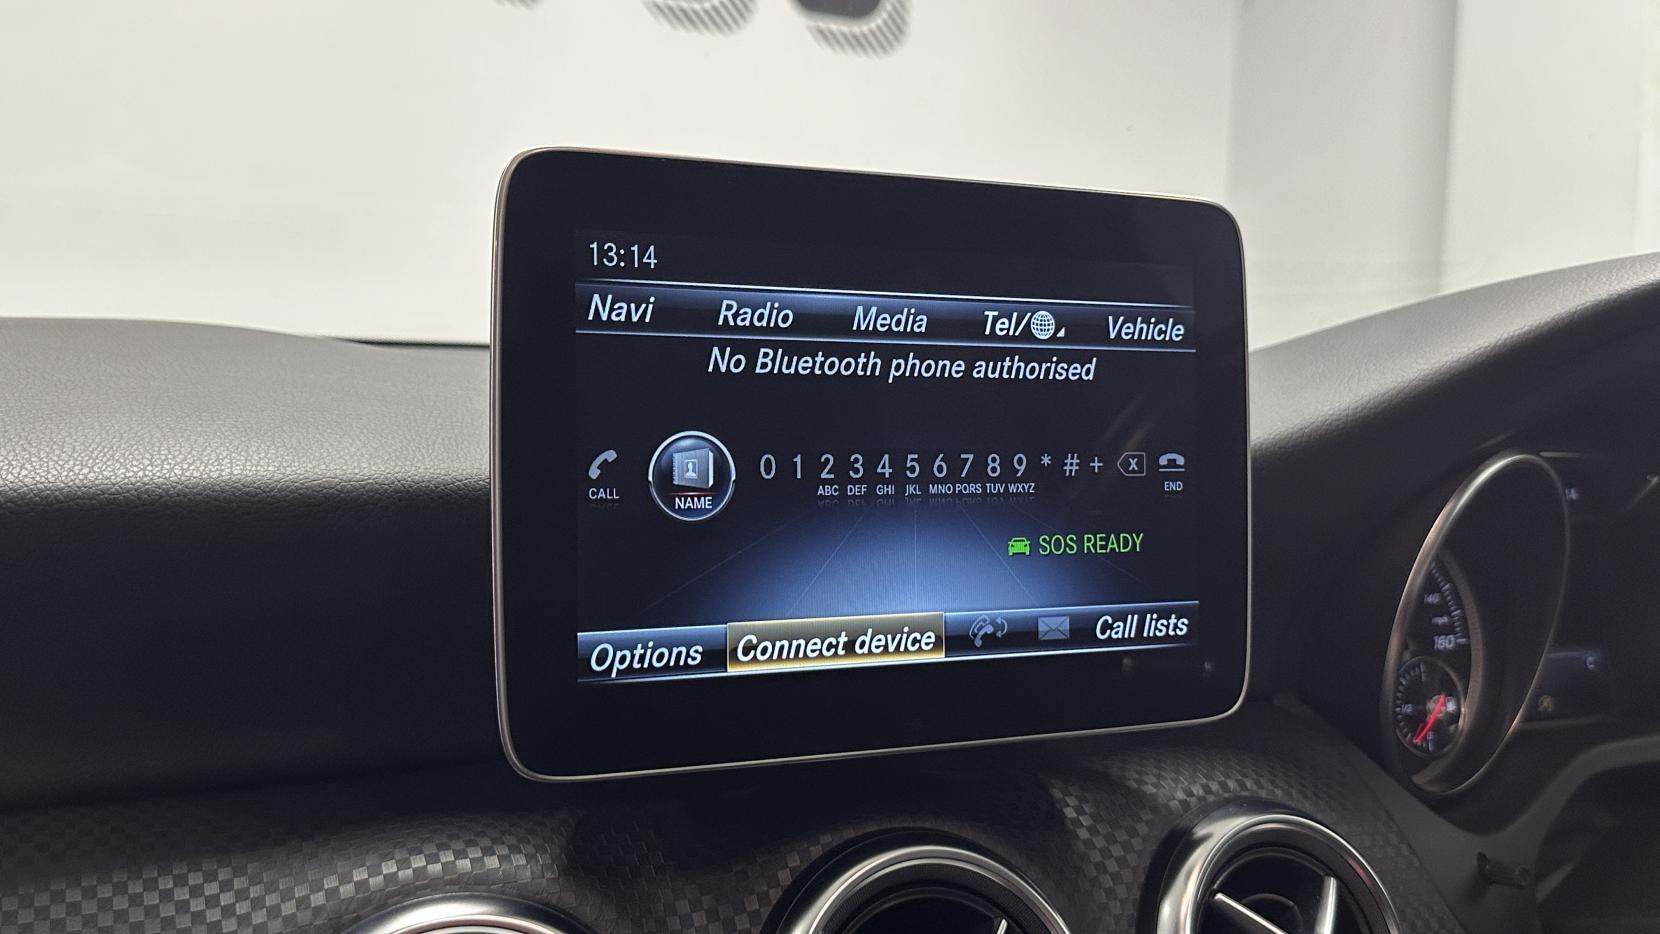 13:14
Navi Radio Media Tel/ Vehicle
No Bluetooth phone authorised
CALL NAME 0 1 2 3 4 5 6 7 8 9 * # + X END
ABC DEF GHI JKL MNO PQRS TUV WXYZ
SOS READY
Options Connect device Call lists
140
160